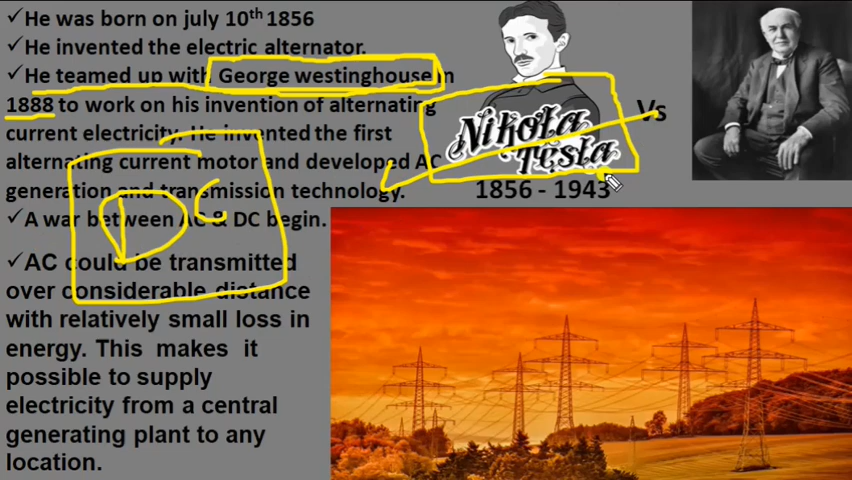 ✓He was born on july 10th 1856
✓He invented the electric alternator.
✓He teamed up with George westinghouse in
1888 to work on his invention of alternating
current electricity. He invented the first
alternating current motor and developed AC
generation and transmission technology.
✓A war between AC & DC begin.
✓AC could be transmitted
over considerable distance
with relatively small loss in
energy. This makes it
possible to supply
electricity from a central
generating plant to any
location.
DC
Nikola
Tesla
1856 - 1943
Vs